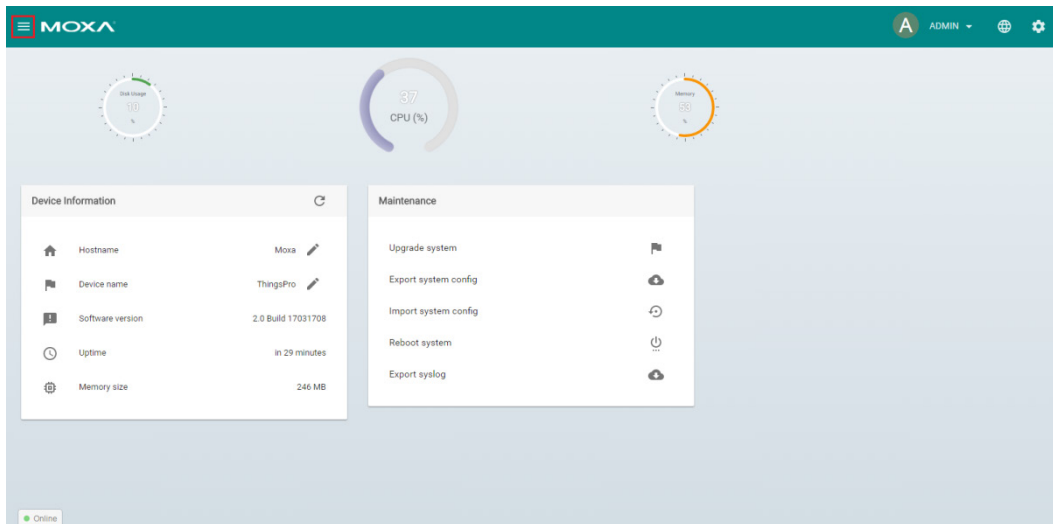 MOXA
A ADMIN
Disk Usage
10
%
37
CPU (%)
Memory
53
%
Device Information
Hostname Moxa
Device name ThingsPro
Software version 2.0 Build 17031708
Uptime in 29 minutes
Memory size 246 MB
Maintenance
Upgrade system
Export system config
Import system config
Reboot system
Export syslog
Online